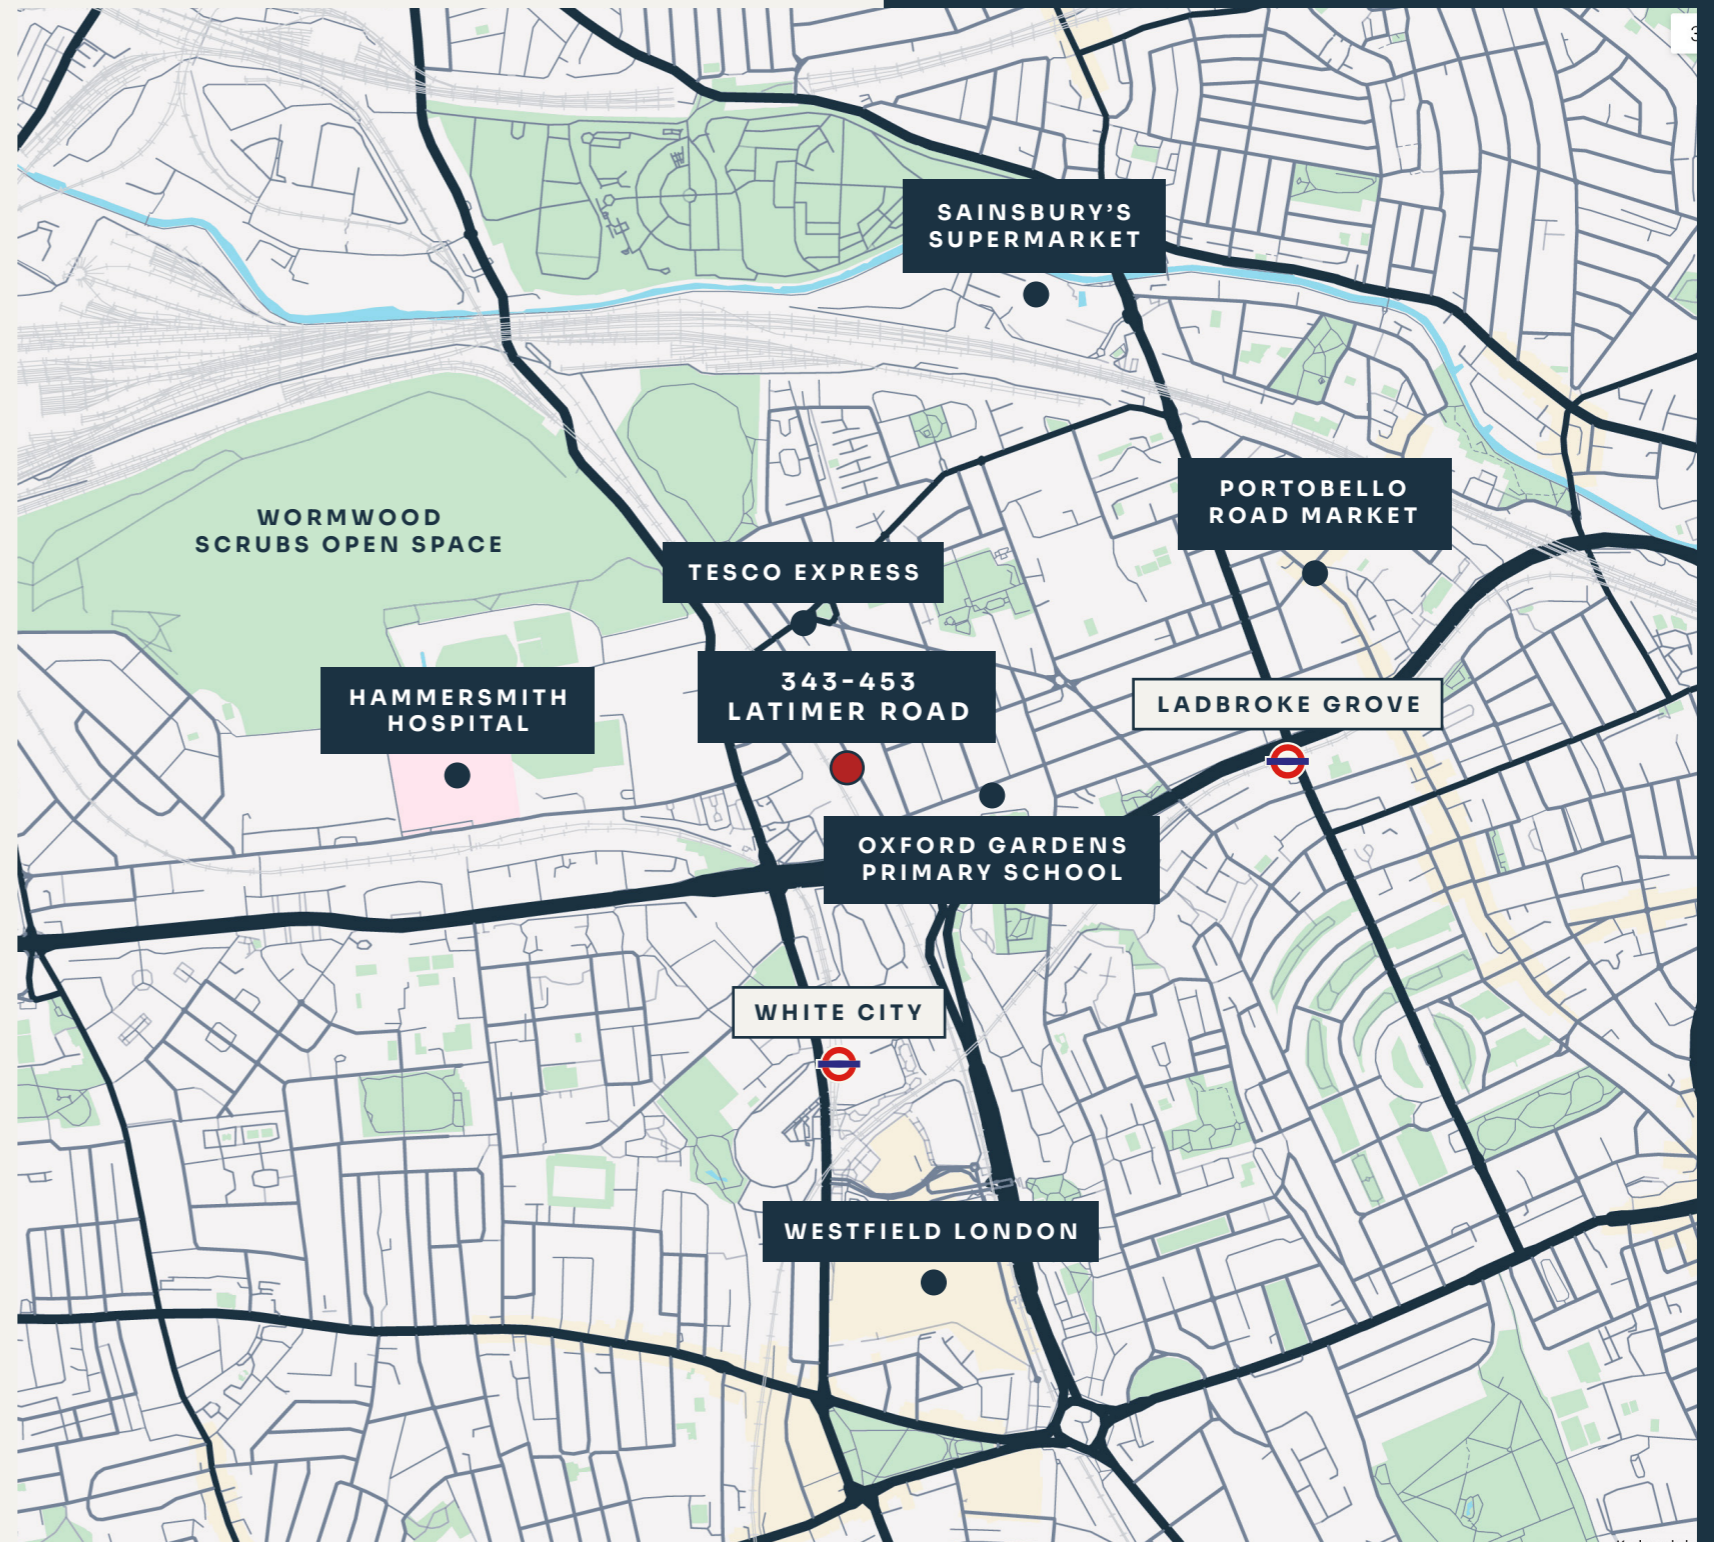 SAINSBURY'S
SUPERMARKET
PORTOBELLO
ROAD MARKET
WORMWOOD
SCRUBS OPEN SPACE
TESCO EXPRESS
343-453
LATIMER ROAD
HAMMERSMITH
HOSPITAL
LADBROKE GROVE
OXFORD GARDENS
PRIMARY SCHOOL
WHITE CITY
WESTFIELD LONDON